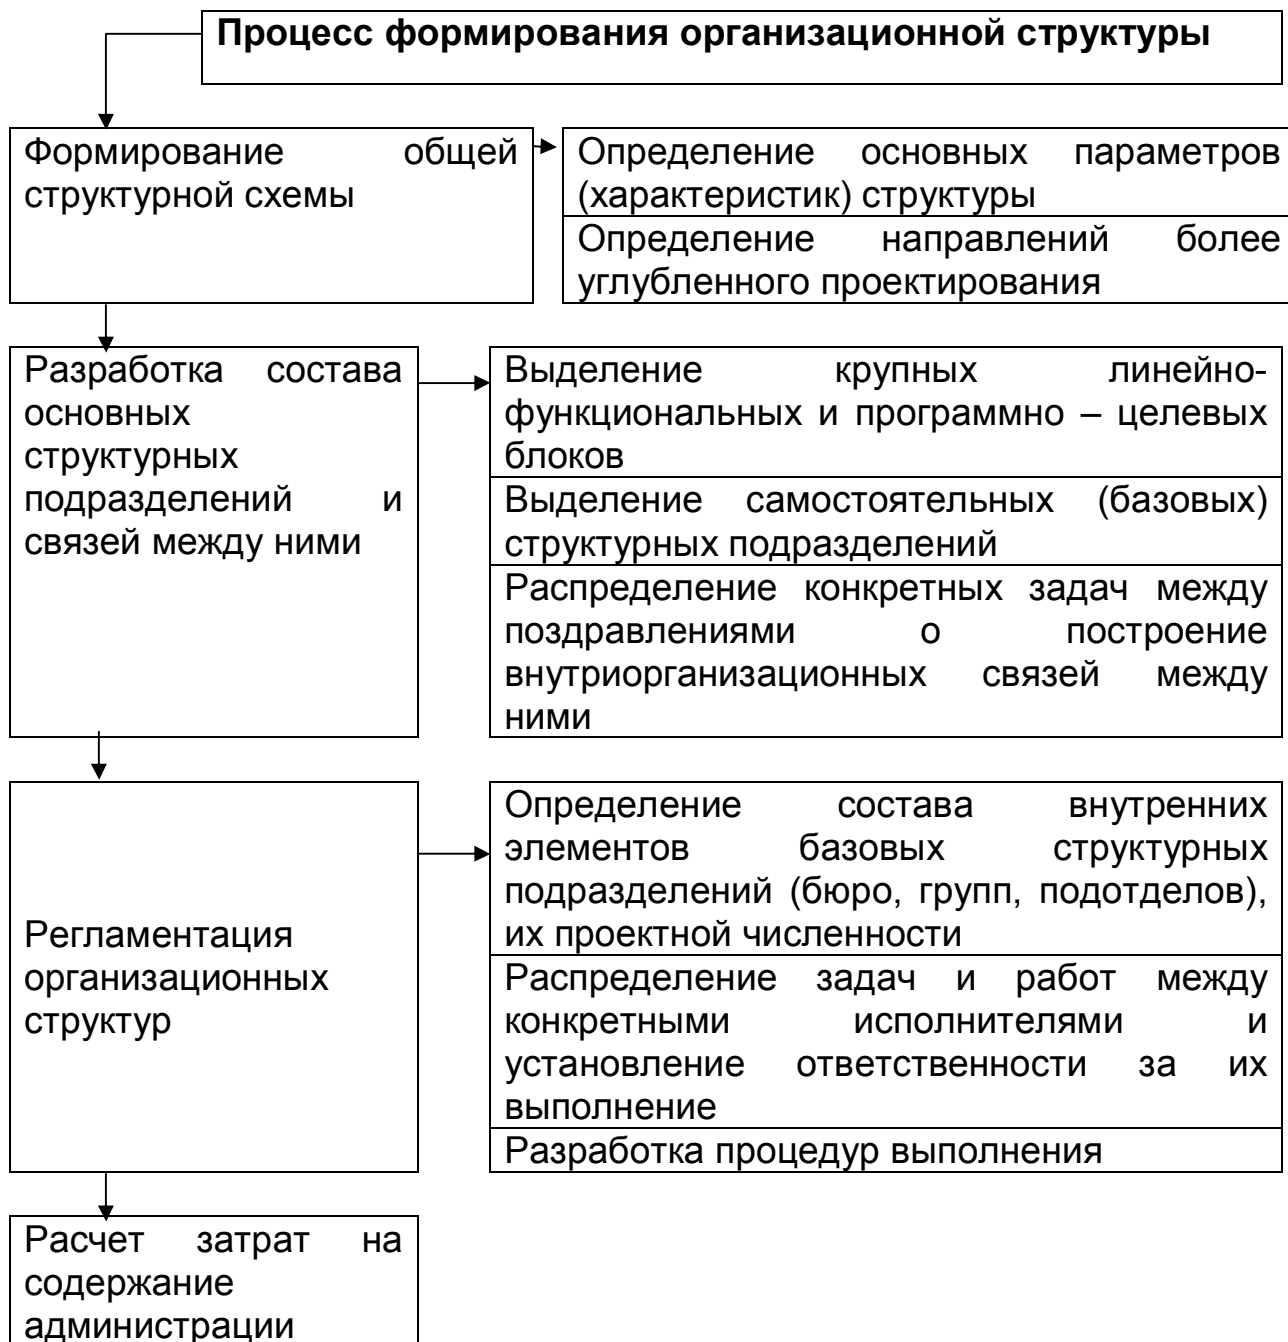 Процесс формирования организационной структуры
Формирование общей
структурной схемы
Определение основных параметров
(характеристик) структуры
Определение направлений более
углубленного проектирования
Разработка состава
основных
структурных
подразделений и
связей между ними
Выделение крупных линейно-
функциональных и программно – целевых
блоков
Выделение самостоятельных (базовых)
структурных подразделений
Распределение конкретных задач между
поздравлениями о построение
внутриорганизационных связей между
ними
Регламентация
организационных
структур
Определение состава внутренних
элементов базовых структурных
подразделений (бюро, групп, подотделов),
их проектной численности
Распределение задач и работ между
конкретными исполнителями и
установление ответственности за их
выполнение
Разработка процедур выполнения
Расчет затрат на
содержание
администрации